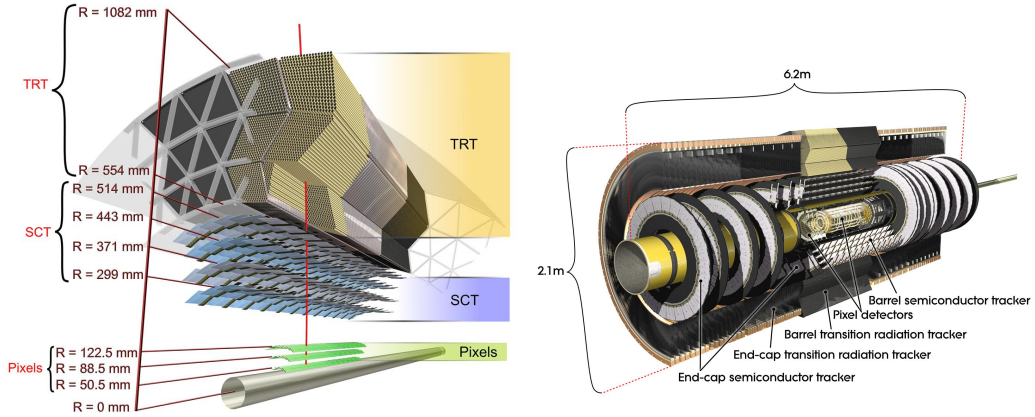 R = 1082 mm
TRT
R = 554 mm
R = 514 mm
R = 443 mm
SCT
R = 371 mm
R = 299 mm
R = 122.5 mm
Pixels
R = 88.5 mm
R = 50.5 mm
R = 0 mm
TRT
SCT
Pixels
6.2m
2.1m
Barrel semiconductor tracker
Pixel detectors
Barrel transition radiation tracker
End-cap transition radiation tracker
End-cap semiconductor tracker